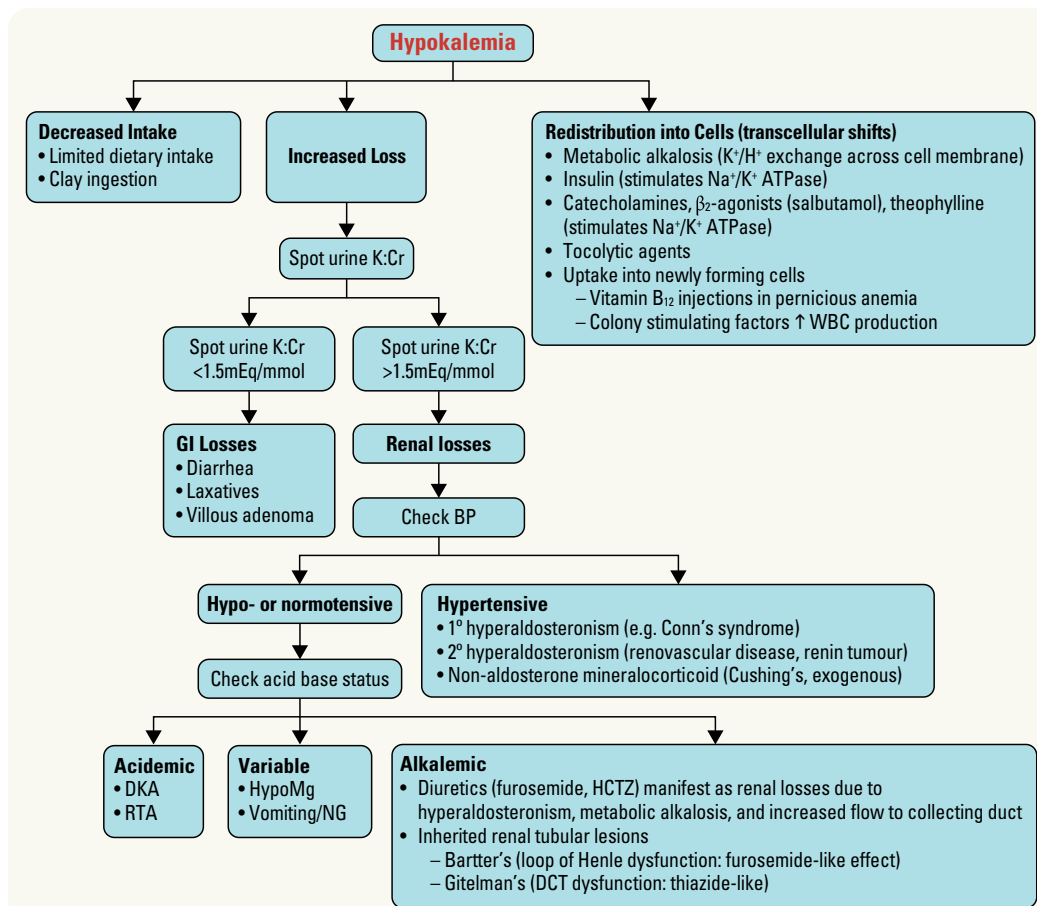 Hypokalemia
Decreased Intake
• Limited dietary intake
• Clay ingestion
Increased Loss
Redistribution into Cells (transcellular shifts)
• Metabolic alkalosis (K⁺/H⁺ exchange across cell membrane)
• Insulin (stimulates Na⁺/K⁺ ATPase)
• Catecholamines, β₂-agonists (salbutamol), theophylline
(stimulates Na⁺/K⁺ ATPase)
• Tocolytic agents
• Uptake into newly forming cells
– Vitamin B₁₂ injections in pernicious anemia
– Colony stimulating factors ↑ WBC production
Spot urine K:Cr
Spot urine K:Cr
<1.5mEq/mmol
Spot urine K:Cr
>1.5mEq/mmol
GI Losses
• Diarrhea
• Laxatives
• Villous adenoma
Renal losses
Check BP
Hypo- or normotensive
Hypertensive
• 1º hyperaldosteronism (e.g. Conn's syndrome)
• 2º hyperaldosteronism (renovascular disease, renin tumour)
• Non-aldosterone mineralocorticoid (Cushing's, exogenous)
Check acid base status
Acidemic
• DKA
• RTA
Variable
• HypoMg
• Vomiting/NG
Alkalemic
• Diuretics (furosemide, HCTZ) manifest as renal losses due to
hyperaldosteronism, metabolic alkalosis, and increased flow to collecting duct
• Inherited renal tubular lesions
– Bartter's (loop of Henle dysfunction: furosemide-like effect)
– Gitelman's (DCT dysfunction: thiazide-like)